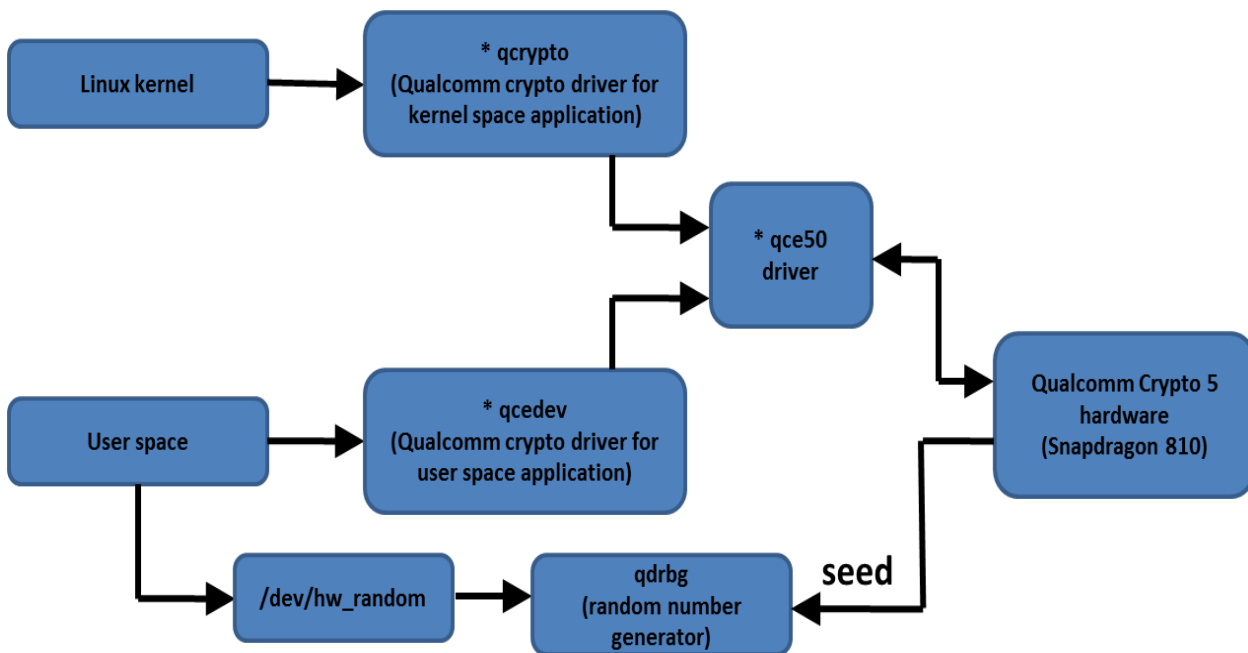 * qcrypto
(Qualcomm crypto driver for
kernel space application)
Linux kernel
* qce50
driver
Qualcomm Crypto 5
hardware
(Snapdragon 810)
* qcedev
(Qualcomm crypto driver for
user space application)
User space
seed
/dev/hw_random
qdrbg
(random number
generator)